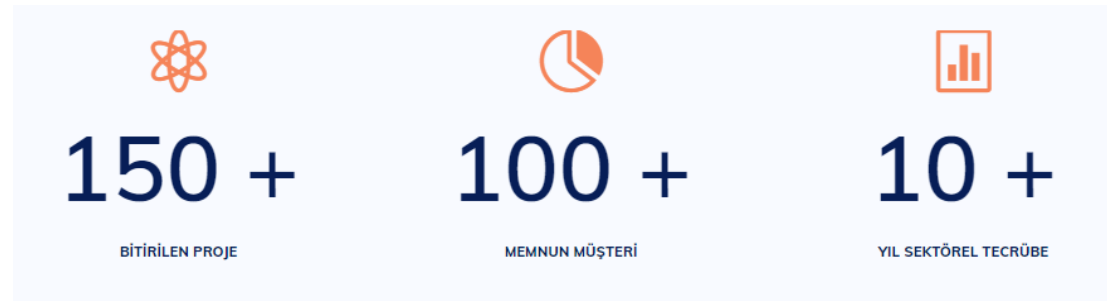 150 +
100 +
10 +
BİTİRİLEN PROJE
MEMNUN MÜŞTERİ
YIL SEKTÖREL TECRÜBE